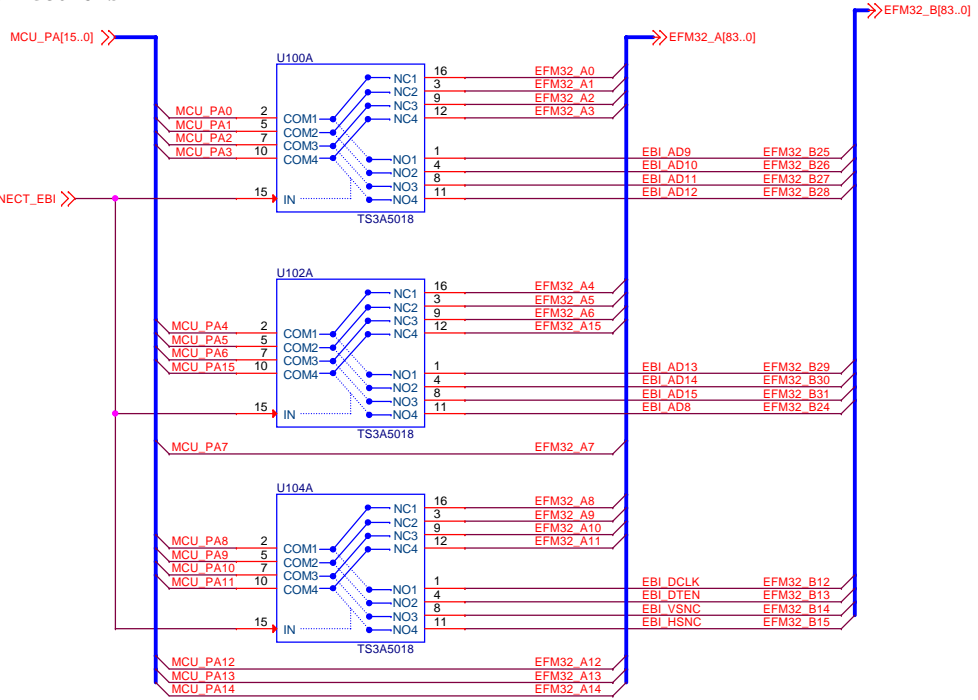 EFM32_B[83..0]
MCU_PA[15..0]
EFM32_A[83..0]
U100A
16 EFM32_A0
NC1
3 EFM32_A1
NC2
9 EFM32_A2
NC3
12 EFM32_A3
NC4
MCU_PA0 2 COM1
MCU_PA1 5 COM2
MCU_PA2 7 COM3
MCU_PA3 10 COM4
NO1 1 EBI_AD9 EFM32_B25
NO2 4 EBI_AD10 EFM32_B26
NO3 8 EBI_AD11 EFM32_B27
NO4 11 EBI_AD12 EFM32_B28
NECT_EBI 15 IN
TS3A5018
U102A
NC1 16 EFM32_A4
NC2 3 EFM32_A5
NC3 9 EFM32_A6
NC4 12 EFM32_A15
MCU_PA4 2 COM1
MCU_PA5 5 COM2
MCU_PA6 7 COM3
MCU_PA15 10 COM4
NO1 1 EBI_AD13 EFM32_B29
NO2 4 EBI_AD14 EFM32_B30
NO3 8 EBI_AD15 EFM32_B31
NO4 11 EBI_AD8 EFM32_B24
15 IN
TS3A5018
MCU_PA7 EFM32_A7
U104A
NC1 16 EFM32_A8
NC2 3 EFM32_A9
NC3 9 EFM32_A10
NC4 12 EFM32_A11
MCU_PA8 2 COM1
MCU_PA9 5 COM2
MCU_PA10 7 COM3
MCU_PA11 10 COM4
NO1 1 EBI_DCLK EFM32_B12
NO2 4 EBI_DTEN EFM32_B13
NO3 8 EBI_VSNC EFM32_B14
NO4 11 EBI_HSNC EFM32_B15
15 IN
TS3A5018
MCU_PA12 EFM32_A12
MCU_PA13 EFM32_A13
MCU_PA14 EFM32_A14